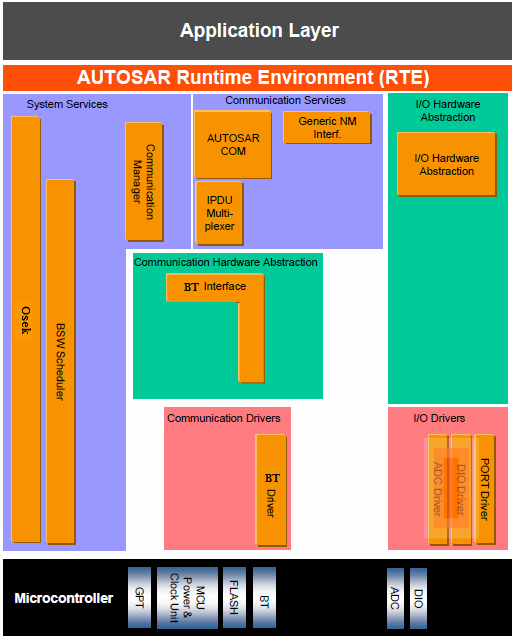 Application Layer
AUTOSAR Runtime Environment (RTE)
System Services
Communication Services
I/O Hardware
Abstraction
Osek
BSW Scheduler
Communication
Manager
AUTOSAR
COM
Generic NM
Interf.
IPDU
Multi-
plexer
I/O Hardware
Abstraction
Communication Hardware Abstraction
BT Interface
Communication Drivers
BT
Driver
I/O Drivers
ADC Driver
DIO Driver
PORT Driver
Microcontroller
GPT
MCU
Power &
Clock Unit
FLASH
BT
ADC
DIO